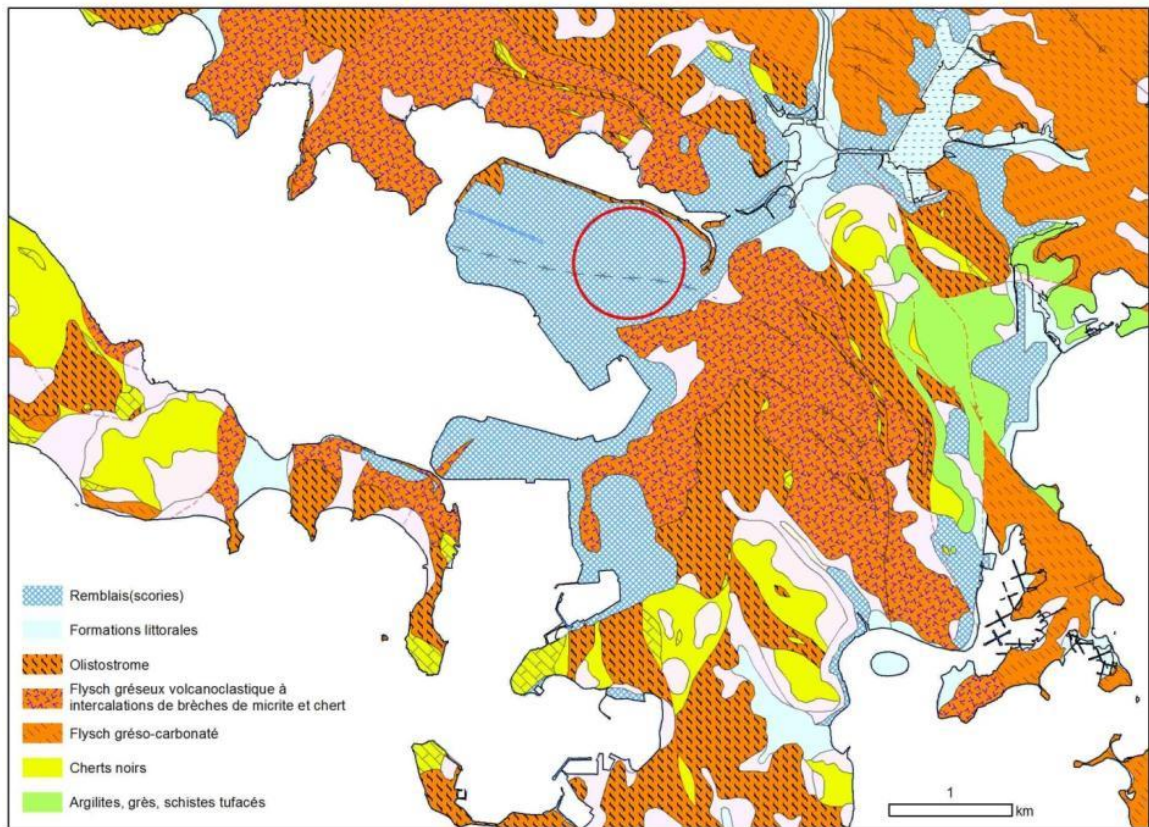 Remblais(scories)
Formations littorales
Olistostrome
Flysch gréseux volcanoclastique à
intercalations de brèches de micrite et chert
Flysch gréso-carbonaté
Cherts noirs
Argilites, grès, schistes tufacés
1
km